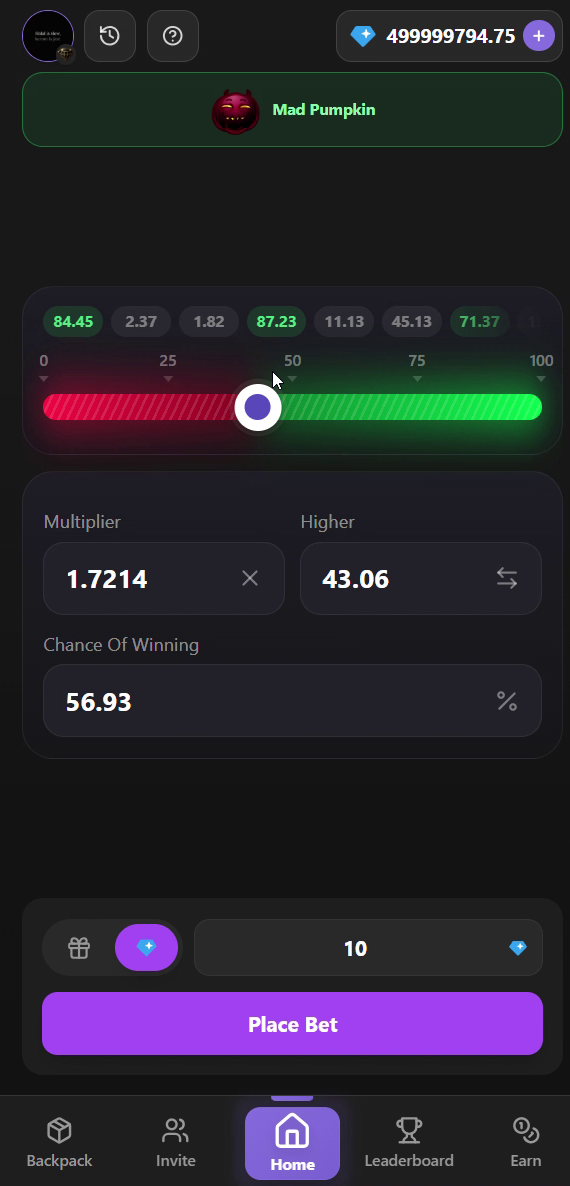 499999794.75
Mad Pumpkin
84.45 2.37 1.82 87.23 11.13 45.13 71.37
0 25 50 75 100
Multiplier Higher
1.7214 43.06
Chance Of Winning
56.93
10
Place Bet
Backpack Invite Home Leaderboard Earn